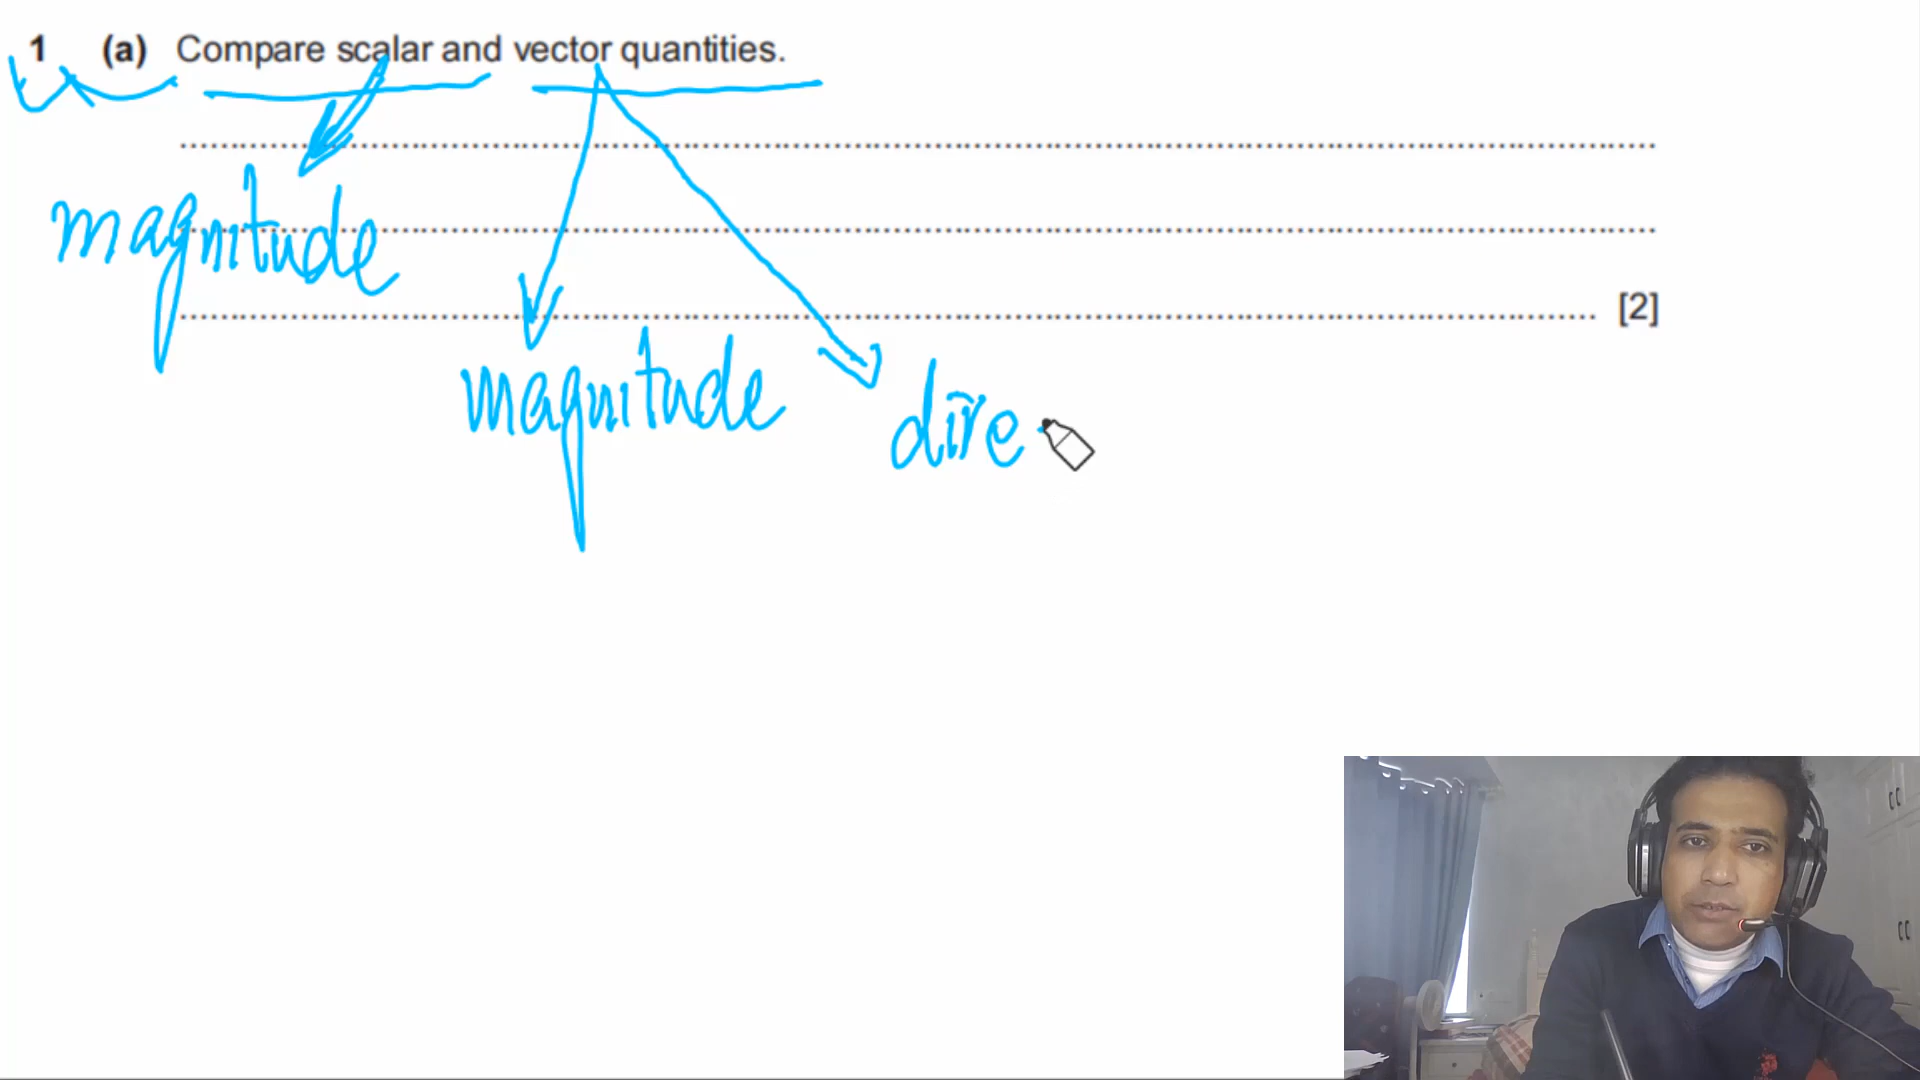 1 (a) Compare scalar and vector quantities.
magnitude
[2]
magnitude
dire